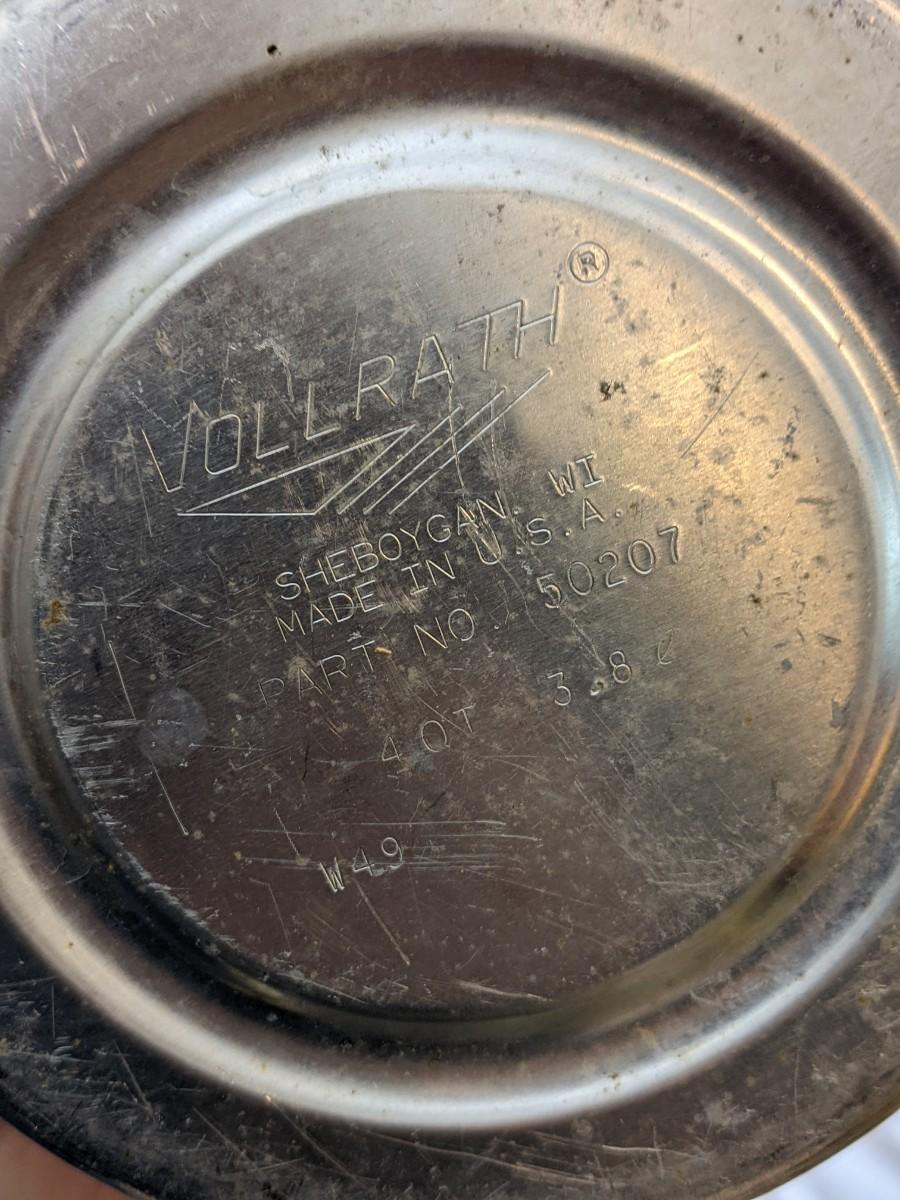 VOLLRATH®
SHEBOYGAN, WI
MADE IN U.S.A.
PART NO. 50207
4 QT 3.8 ℓ
W49